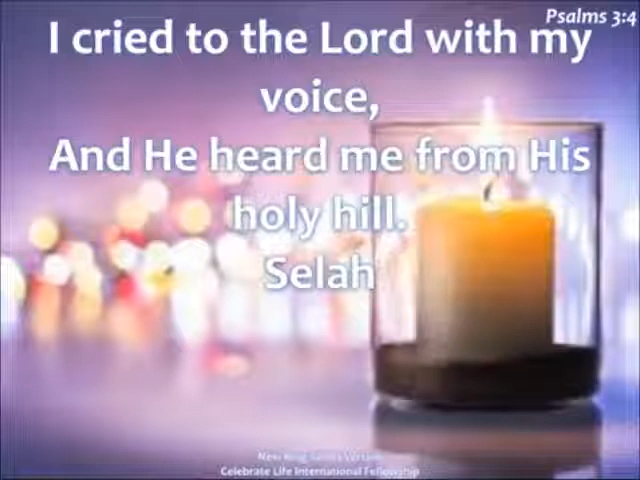 Psalms 3:4
I cried to the Lord with my
voice,
And He heard me from His
holy hill.
Selah
New King James Version
Celebrate Life International Fellowship